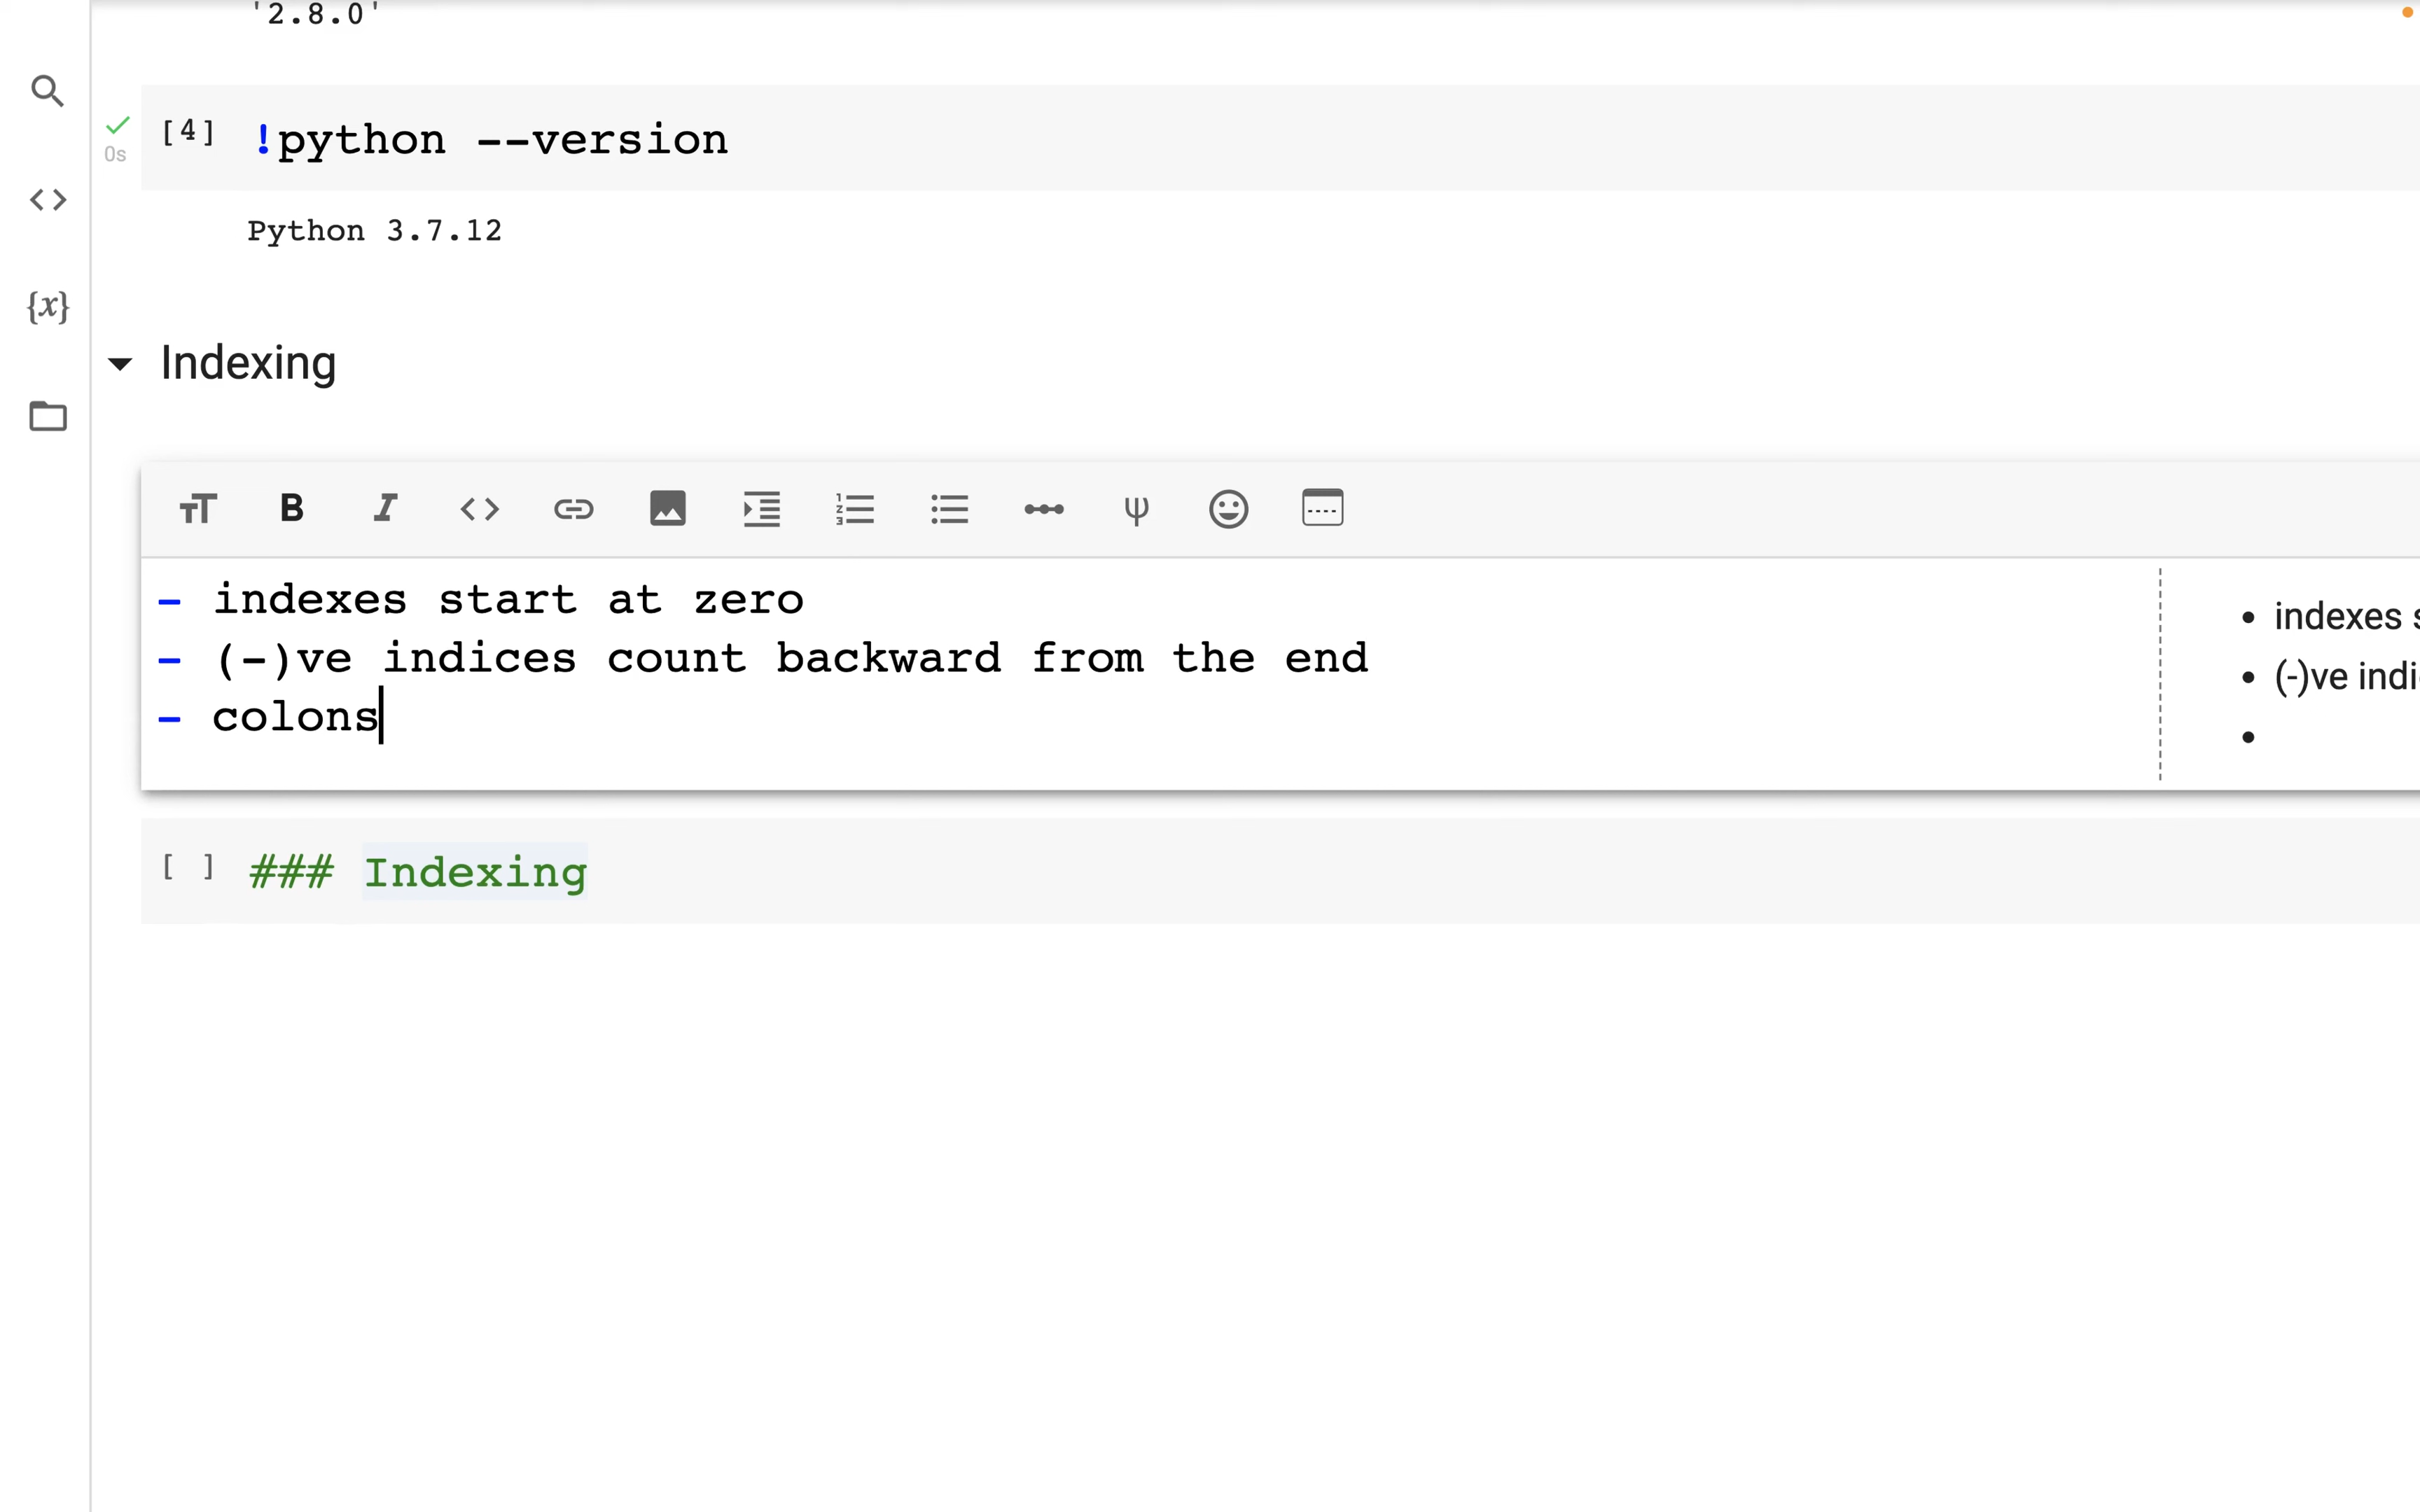 '2.8.0'
[4] !python --version
0s
Python 3.7.12
{x}
Indexing
- indexes start at zero
- (-)ve indices count backward from the end
- colons
• indexes
• (-)ve
•
[ ] ### Indexing